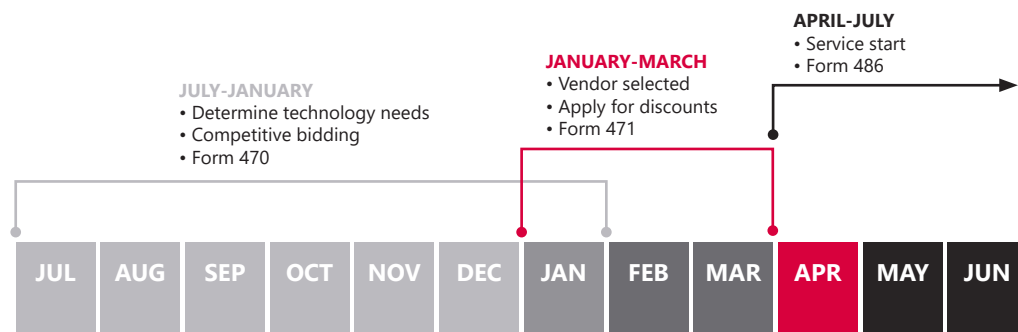 APRIL-JULY
• Service start
• Form 486
JANUARY-MARCH
• Vendor selected
• Apply for discounts
• Form 471
JULY-JANUARY
• Determine technology needs
• Competitive bidding
• Form 470
JUL AUG SEP OCT NOV DEC JAN FEB MAR APR MAY JUN